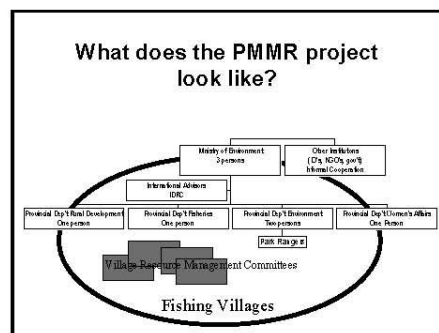 What does the PMMR project
look like?
Ministry of Environment
3 persons
Other Institutions
(IO's, NGO's, gov't)
Informal Cooperation
International Advisors
IDRC
Provincial Dep't Rural Development
One person
Provincial Dep't Fisheries
One person
Provincial Dep't Environment
Two persons
Provincial Dep't Women's Affairs
One Person
Park Rangers
Village Resource Management Committees
Fishing Villages